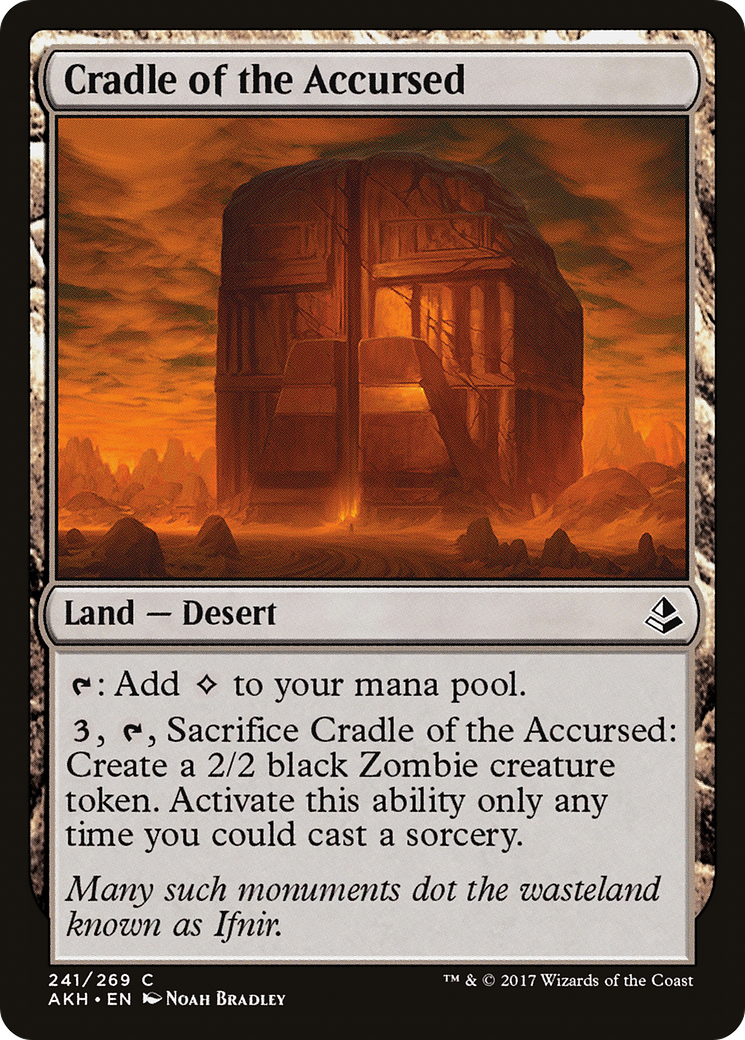 Cradle of the Accursed
Land — Desert
: Add to your mana pool.
3, , Sacrifice Cradle of the Accursed:
Create a 2/2 black Zombie creature
token. Activate this ability only any
time you could cast a sorcery.
Many such monuments dot the wasteland
known as Ifnir.
241/269 C
AKH • EN Noah Bradley
™ & © 2017 Wizards of the Coast